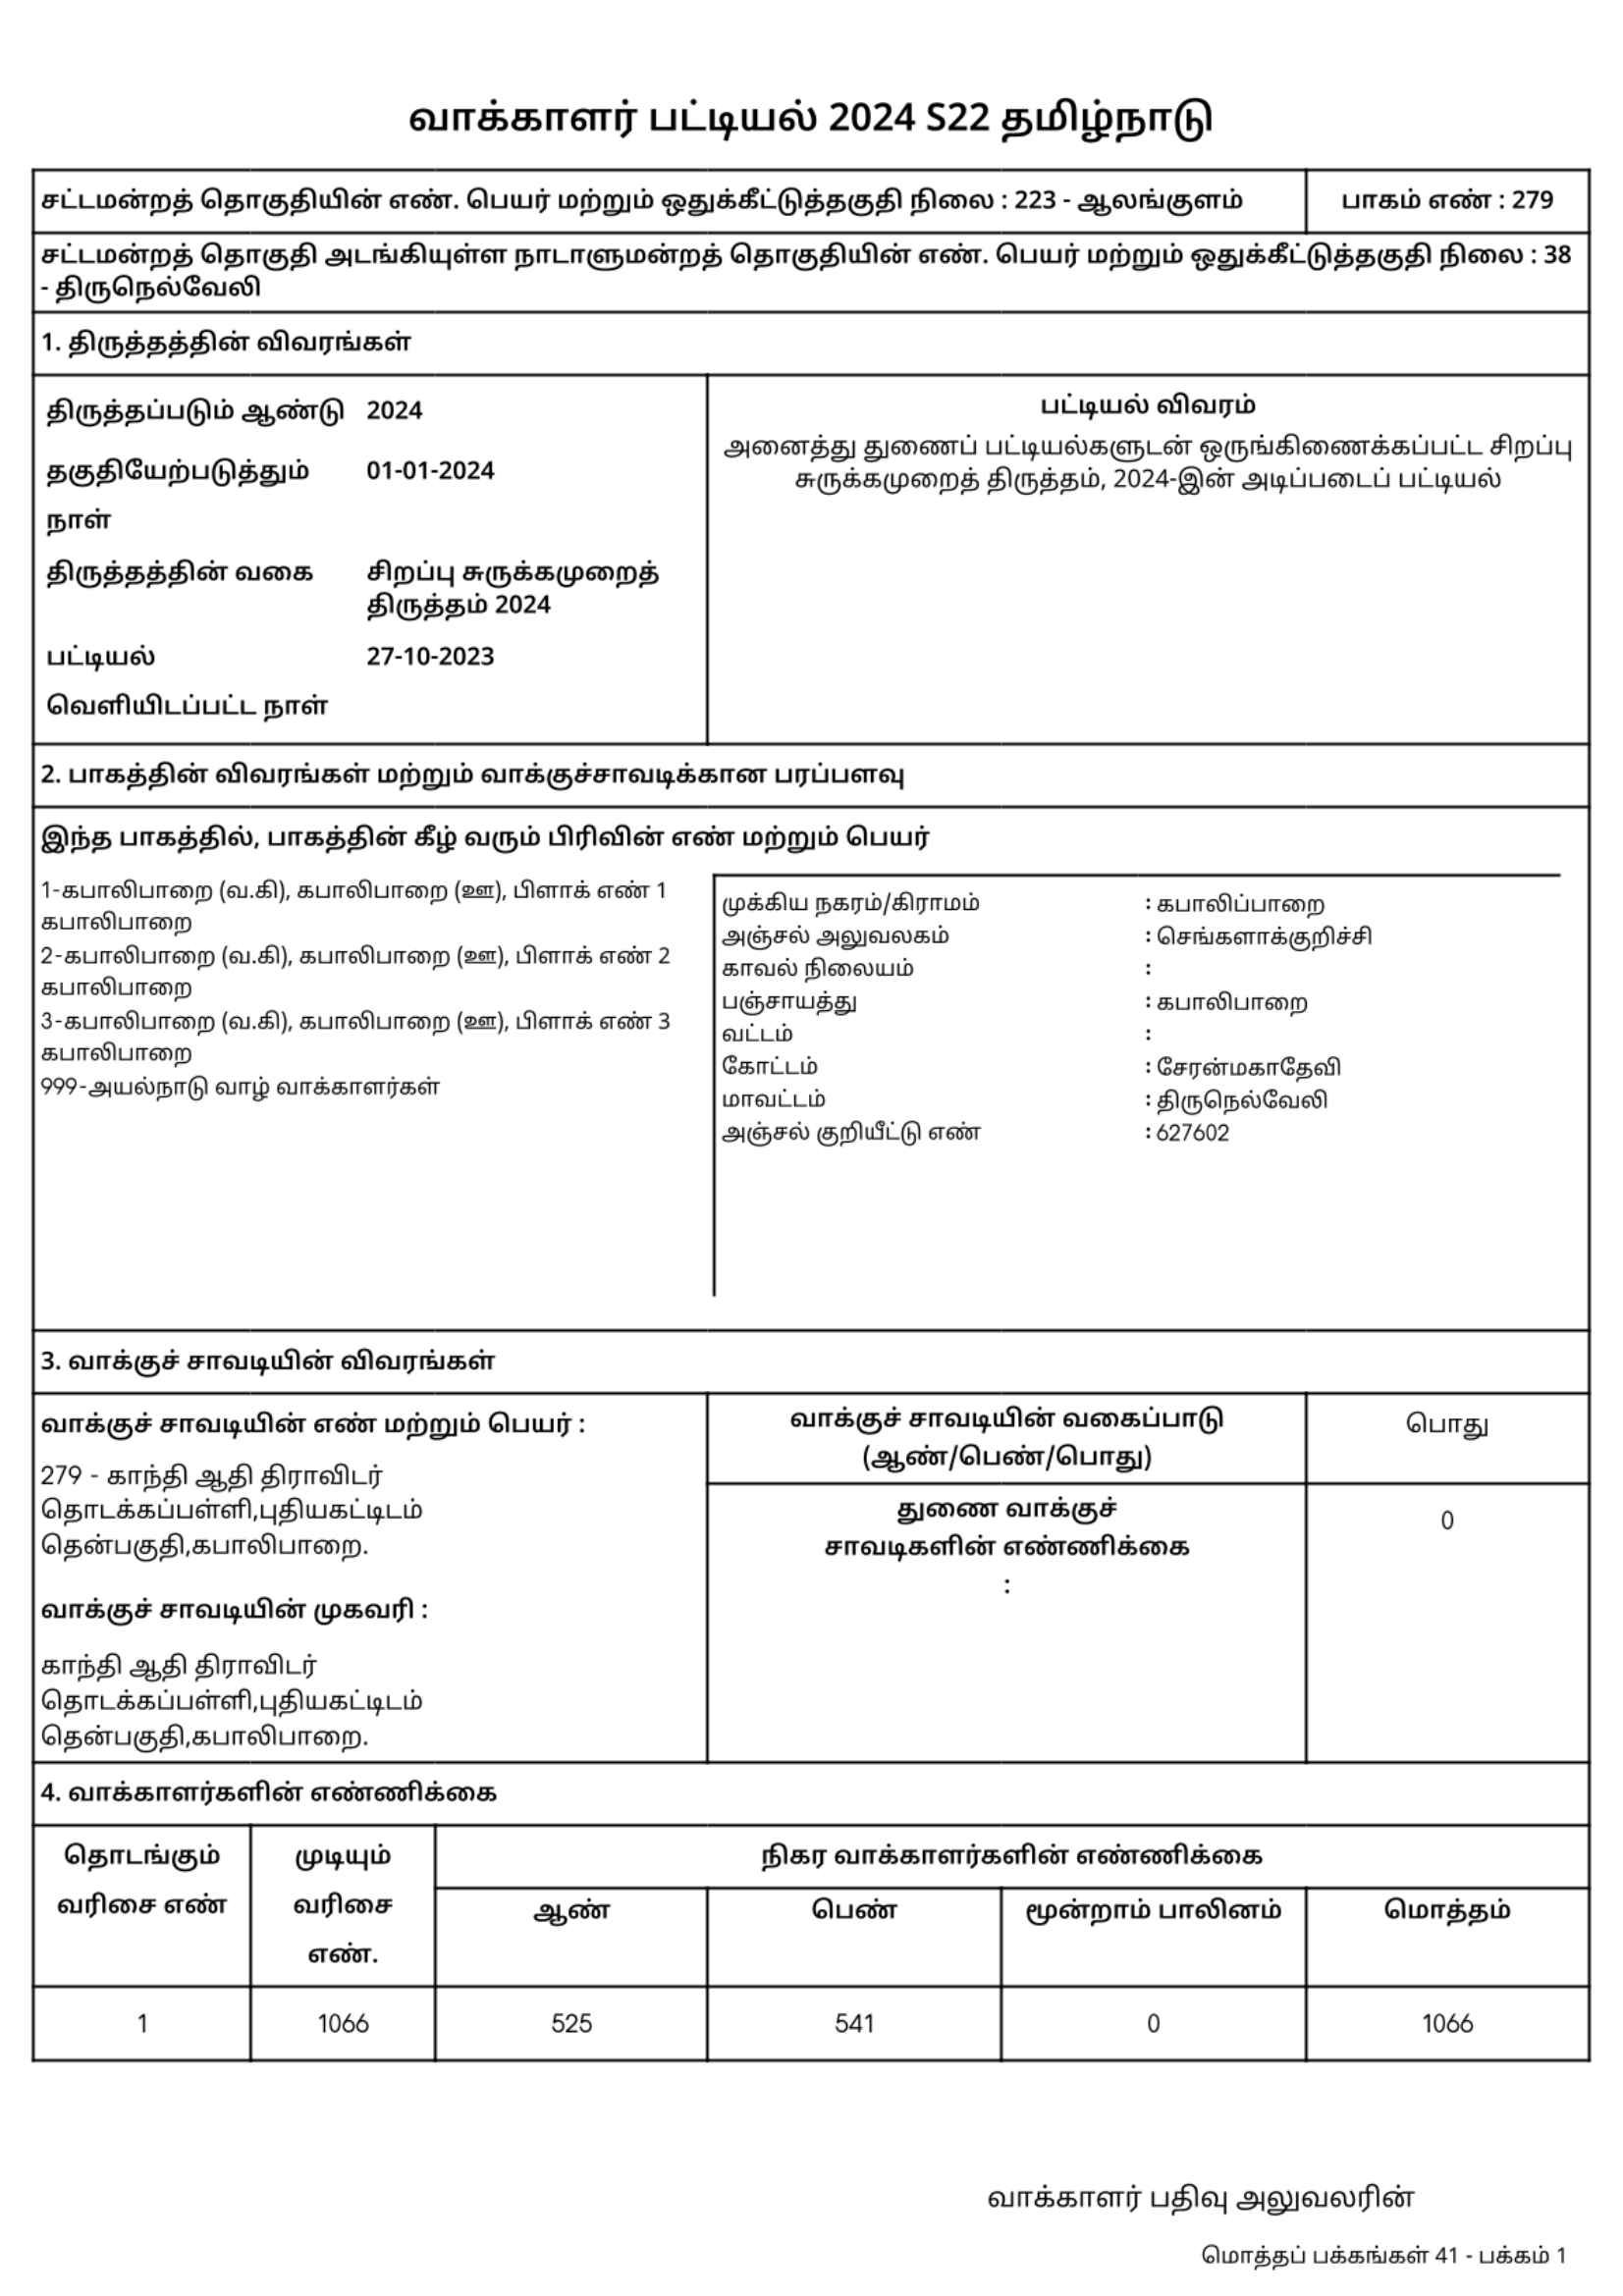 வாக்காளர் பட்டியல் 2024 S22 தமிழ்நாடு
சட்டமன்றத் தொகுதியின் எண். பெயர் மற்றும் ஒதுக்கீட்டுத்தகுதி நிலை : 223 - ஆலங்குளம்
பாகம் எண் : 279
சட்டமன்றத் தொகுதி அடங்கியுள்ள நாடாளுமன்றத் தொகுதியின் எண். பெயர் மற்றும் ஒதுக்கீட்டுத்தகுதி நிலை : 38
- திருநெல்வேலி
1. திருத்தத்தின் விவரங்கள்
திருத்தப்படும் ஆண்டு 2024
தகுதியேற்படுத்தும் 01-01-2024
நாள்
திருத்தத்தின் வகை சிறப்பு சுருக்கமுறைத்
திருத்தம் 2024
பட்டியல் 27-10-2023
வெளியிடப்பட்ட நாள்
பட்டியல் விவரம்
அனைத்து துணைப் பட்டியல்களுடன் ஒருங்கிணைக்கப்பட்ட சிறப்பு
சுருக்கமுறைத் திருத்தம், 2024-இன் அடிப்படைப் பட்டியல்
2. பாகத்தின் விவரங்கள் மற்றும் வாக்குச்சாவடிக்கான பரப்பளவு
இந்த பாகத்தில், பாகத்தின் கீழ் வரும் பிரிவின் எண் மற்றும் பெயர்
1-கபாலிபாறை (வ.கி), கபாலிபாறை (ஊ), பிளாக் எண் 1
கபாலிபாறை
2-கபாலிபாறை (வ.கி), கபாலிபாறை (ஊ), பிளாக் எண் 2
கபாலிபாறை
3-கபாலிபாறை (வ.கி), கபாலிபாறை (ஊ), பிளாக் எண் 3
கபாலிபாறை
999-அயல்நாடு வாழ் வாக்காளர்கள்
முக்கிய நகரம்/கிராமம் : கபாலிப்பாறை
அஞ்சல் அலுவலகம் : செங்களாக்குறிச்சி
காவல் நிலையம் :
பஞ்சாயத்து : கபாலிபாறை
வட்டம் :
கோட்டம் : சேரன்மகாதேவி
மாவட்டம் : திருநெல்வேலி
அஞ்சல் குறியீட்டு எண் : 627602
3. வாக்குச் சாவடியின் விவரங்கள்
வாக்குச் சாவடியின் எண் மற்றும் பெயர் :
279 - காந்தி ஆதி திராவிடர்
தொடக்கப்பள்ளி,புதியகட்டிடம்
தென்பகுதி,கபாலிபாறை.
வாக்குச் சாவடியின் முகவரி :
காந்தி ஆதி திராவிடர்
தொடக்கப்பள்ளி,புதியகட்டிடம்
தென்பகுதி,கபாலிபாறை.
வாக்குச் சாவடியின் வகைப்பாடு
(ஆண்/பெண்/பொது)
பொது
துணை வாக்குச்
சாவடிகளின் எண்ணிக்கை
:
0
4. வாக்காளர்களின் எண்ணிக்கை
தொடங்கும்
வரிசை எண்
முடியும்
வரிசை
எண்.
நிகர வாக்காளர்களின் எண்ணிக்கை
ஆண் பெண் மூன்றாம் பாலினம் மொத்தம்
1 1066 525 541 0 1066
வாக்காளர் பதிவு அலுவலரின்
மொத்தப் பக்கங்கள் 41 - பக்கம் 1